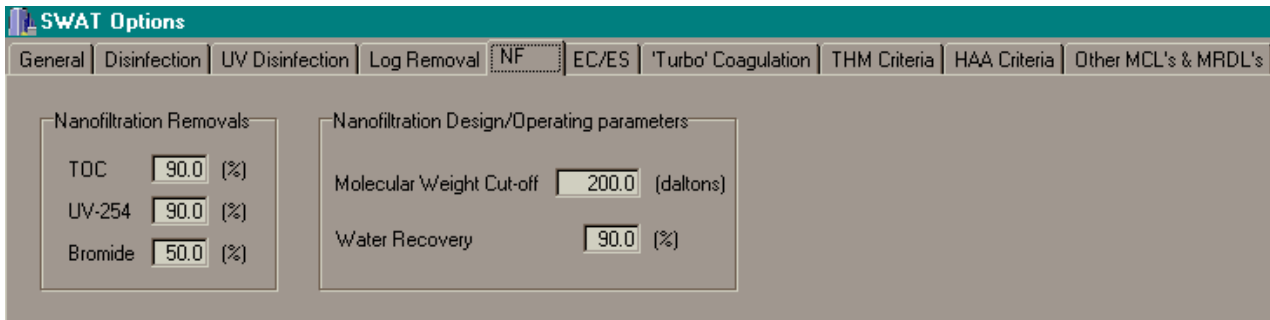 SWAT Options
General Disinfection UV Disinfection Log Removal NF EC/ES 'Turbo' Coagulation THM Criteria HAA Criteria Other MCL's & MRDL's
Nanofiltration Removals
TOC 90.0 (%)
UV-254 90.0 (%)
Bromide 50.0 (%)
Nanofiltration Design/Operating parameters
Molecular Weight Cut-off 200.0 (daltons)
Water Recovery 90.0 (%)